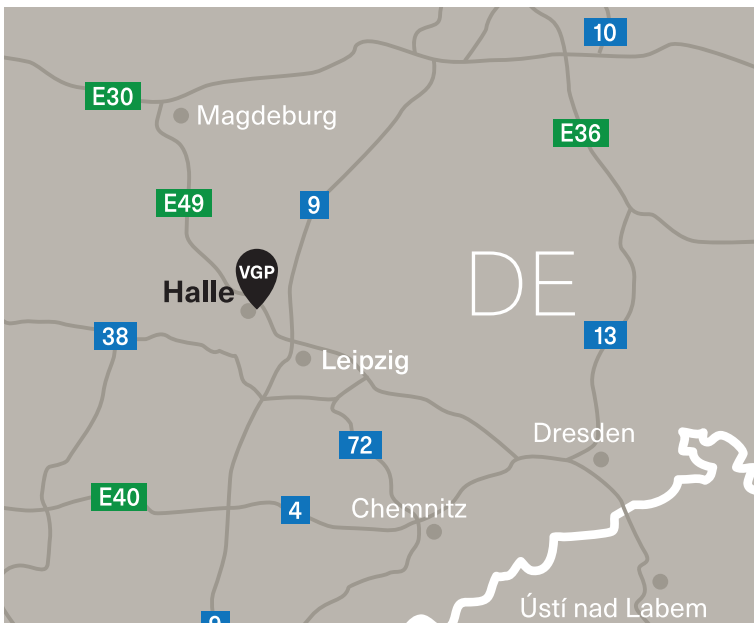 10
E30
Magdeburg
E36
E49
9
DE
VGP
Halle
38
13
Leipzig
Dresden
72
E40
4
Chemnitz
Ústí nad Labem
9